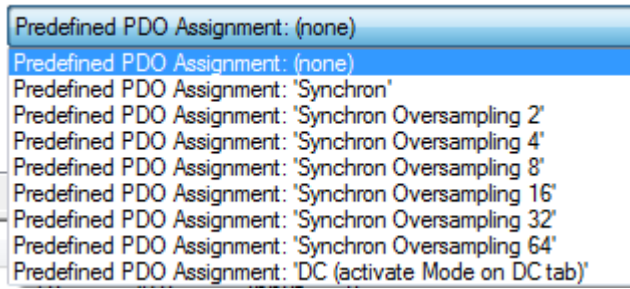 Predefined PDO Assignment: (none)
Predefined PDO Assignment: (none)
Predefined PDO Assignment: 'Synchron'
Predefined PDO Assignment: 'Synchron Oversampling 2'
Predefined PDO Assignment: 'Synchron Oversampling 4'
Predefined PDO Assignment: 'Synchron Oversampling 8'
Predefined PDO Assignment: 'Synchron Oversampling 16'
Predefined PDO Assignment: 'Synchron Oversampling 32'
Predefined PDO Assignment: 'Synchron Oversampling 64'
Predefined PDO Assignment: 'DC (activate Mode on DC tab)'